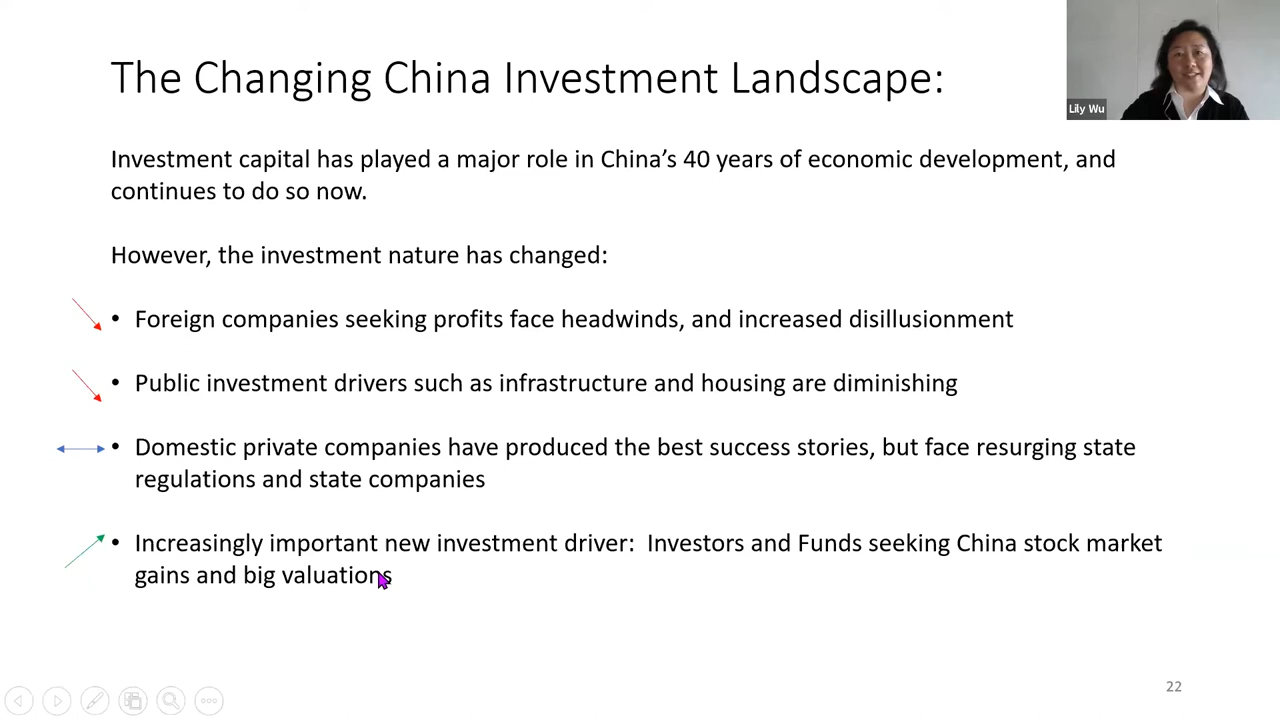 The Changing China Investment Landscape:
Lily Wu
Investment capital has played a major role in China’s 40 years of economic development, and
continues to do so now.
However, the investment nature has changed:
• Foreign companies seeking profits face headwinds, and increased disillusionment
• Public investment drivers such as infrastructure and housing are diminishing
• Domestic private companies have produced the best success stories, but face resurging state
regulations and state companies
• Increasingly important new investment driver:  Investors and Funds seeking China stock market
gains and big valuations
22